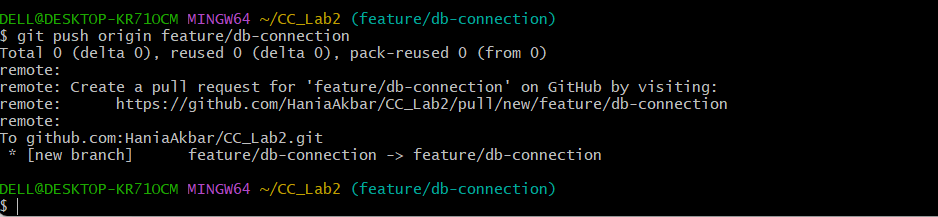 DELL@DESKTOP-KR71OCM MINGW64 ~/CC_Lab2 (feature/db-connection)
$ git push origin feature/db-connection
Total 0 (delta 0), reused 0 (delta 0), pack-reused 0 (from 0)
remote:
remote: Create a pull request for 'feature/db-connection' on GitHub by visiting:
remote:      https://github.com/HaniaAkbar/CC_Lab2/pull/new/feature/db-connection
remote:
To github.com:HaniaAkbar/CC_Lab2.git
 * [new branch]      feature/db-connection -> feature/db-connection

DELL@DESKTOP-KR71OCM MINGW64 ~/CC_Lab2 (feature/db-connection)
$